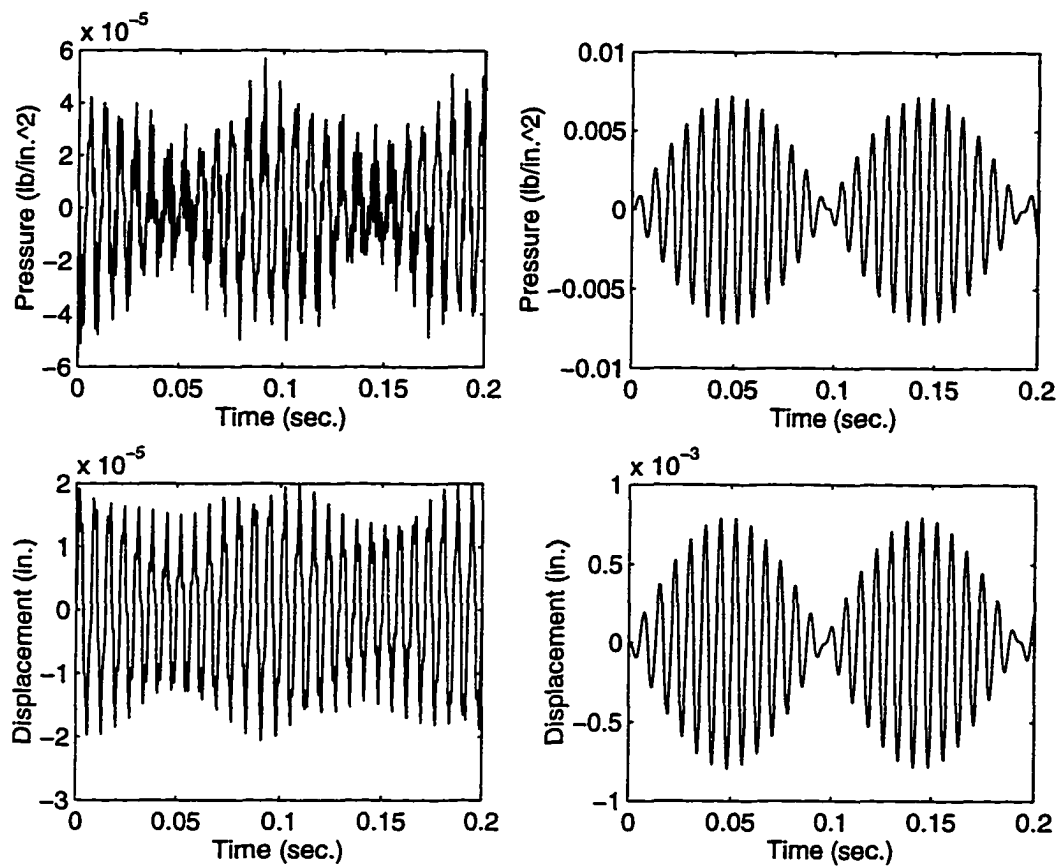 x 10⁻⁵
6
4
2
0
−2
−4
−6
Pressure (lb/in.^2)
0 0.05 0.1 0.15 0.2
Time (sec.)
0.01
0.005
0
−0.005
−0.01
Pressure (lb/in.^2)
0 0.05 0.1 0.15 0.2
Time (sec.)
x 10⁻⁵
2
1
0
−1
−2
−3
Displacement (in.)
0 0.05 0.1 0.15 0.2
Time (sec.)
x 10⁻³
1
0.5
0
−0.5
−1
Displacement (in.)
0 0.05 0.1 0.15 0.2
Time (sec.)